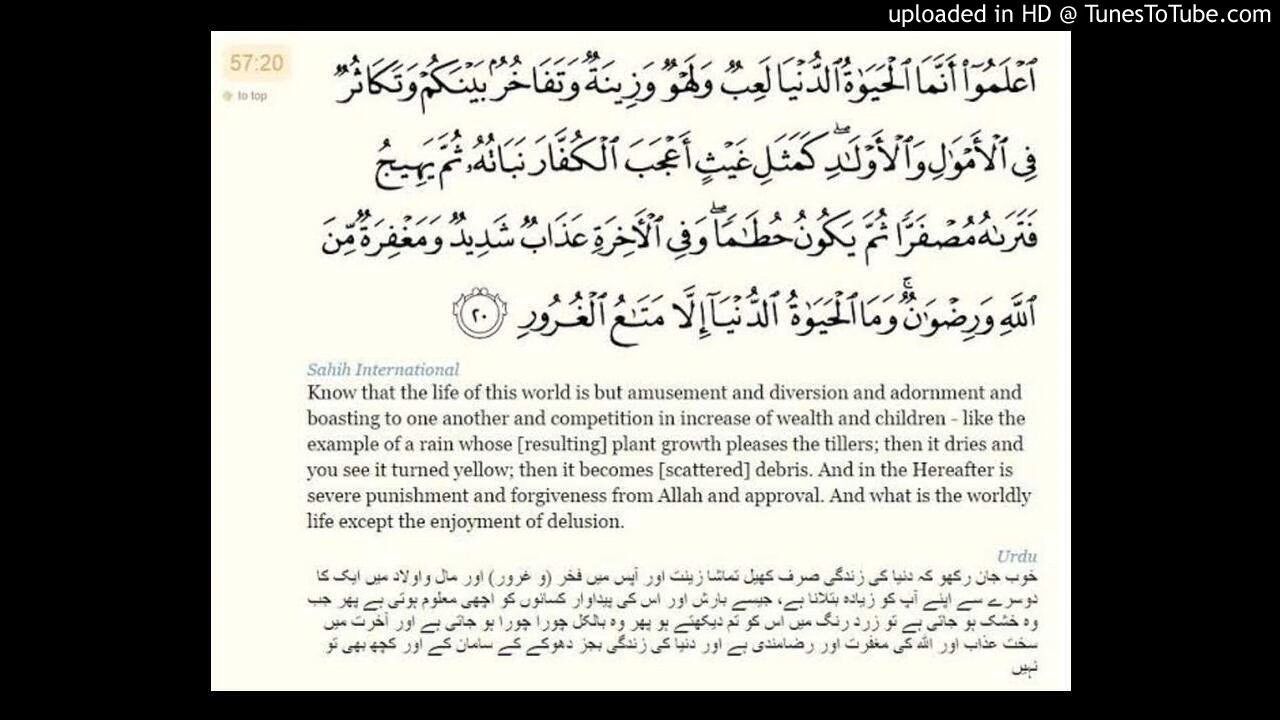 uploaded in HD @ TunesToTube.com
57:20
to top
ٱعْلَمُوٓا۟ أَنَّمَا ٱلْحَيَوٰةُ ٱلدُّنْيَا لَعِبٌ وَلَهْوٌ وَزِينَةٌ وَتَفَاخُرٌۢ بَيْنَكُمْ وَتَكَاثُرٌ
فِى ٱلْأَمْوَٰلِ وَٱلْأَوْلَـٰدِ ۖ كَمَثَلِ غَيْثٍ أَعْجَبَ ٱلْكُفَّارَ نَبَاتُهُۥ ثُمَّ يَهِيجُ
فَتَرَىٰهُ مُصْفَرًّا ثُمَّ يَكُونُ حُطَـٰمًا ۖ وَفِى ٱلْـَٔاخِرَةِ عَذَابٌ شَدِيدٌ وَمَغْفِرَةٌ مِّنَ
ٱللَّهِ وَرِضْوَٰنٌ ۚ وَمَا ٱلْحَيَوٰةُ ٱلدُّنْيَآ إِلَّا مَتَـٰعُ ٱلْغُرُورِ ٢٠
Sahih International
Know that the life of this world is but amusement and diversion and adornment and
boasting to one another and competition in increase of wealth and children - like the
example of a rain whose [resulting] plant growth pleases the tillers; then it dries and
you see it turned yellow; then it becomes [scattered] debris. And in the Hereafter is
severe punishment and forgiveness from Allah and approval. And what is the worldly
life except the enjoyment of delusion.
Urdu
خوب جان رکھو کہ دنیا کی زندگی صرف کھیل تماشا زینت اور آپس میں فخر (و غرور) اور مال واولاد میں ایک کا
دوسرے سے اپنے آپ کو زیادہ بتلانا ہے، جیسے بارش اور اس کی پیداوار کسانوں کو اچھی معلوم ہوتی ہے پھر جب
وه خشک ہو جاتی ہے تو زرد رنگ میں اس کو تم دیکھتے ہو پھر وه بالکل چورا چورا ہو جاتی ہے اور آخرت میں
سخت عذاب اور اللہ کی مغفرت اور رضامندی ہے اور دنیا کی زندگی بجز دھوکے کے سامان کے اور کچھ بھی تو
نہیں